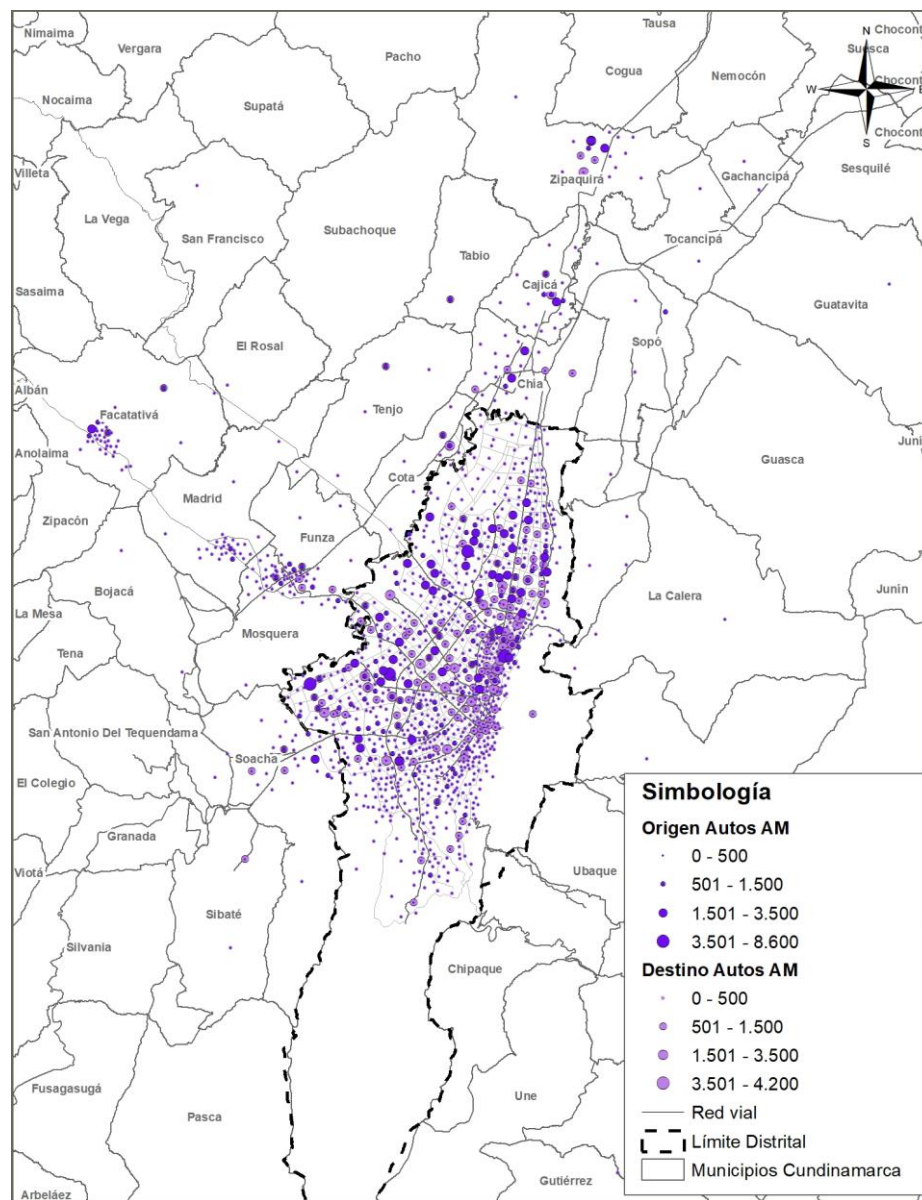 Nimaima
Vergara
Pacho
Tausa
Chocont
Suesca
N
Cogua
Nemocón
Chocont
W
E
Nocaima
Supatá
Chocont
S
Villeta
Zipaquirá
Gachancipá
Sesquilé
La Vega
San Francisco
Subachoque
Tabio
Tocancipá
Sasaima
Cajicá
Guatavita
El Rosal
Sopó
Albán
Facatativá
Tenjo
Chía
Anolaima
Juni
Guasca
Madrid
Cota
Zipacón
Funza
Bojacá
La Calera
Junin
La Mesa
Mosquera
Tena
San Antonio Del Tequendama
Soacha
El Colegio
Granada
Viotá
Ubaque
Sibaté
Silvania
Chipaque
Fusagasugá
Pasca
Une
Arbeláez
Gutiérrez
Simbología
Origen Autos AM
0 - 500
501 - 1.500
1.501 - 3.500
3.501 - 8.600
Destino Autos AM
0 - 500
501 - 1.500
1.501 - 3.500
3.501 - 4.200
Red vial
Límite Distrital
Municipios Cundinamarca